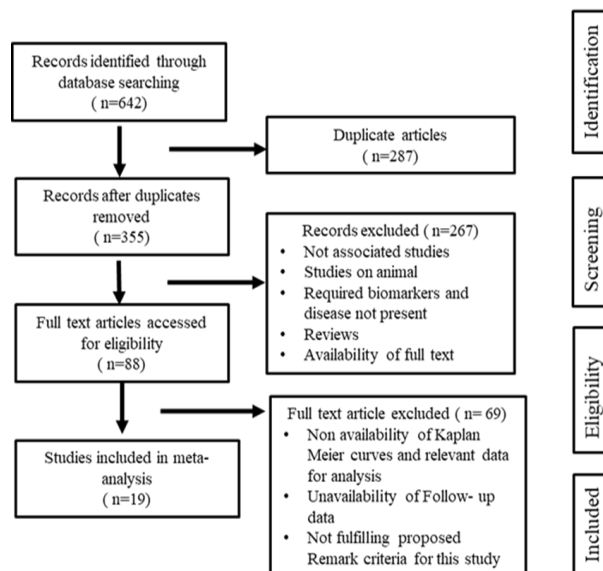 Records identified through
database searching
( n=642)
Duplicate articles
( n=287)
Records after duplicates
removed
(n=355)
Records excluded ( n=267)
• Not associated studies
• Studies on animal
• Required biomarkers and
disease not present
• Reviews
• Availability of full text
Full text articles accessed
for eligibility
(n=88)
Full text article excluded ( n= 69)
• Non availability of Kaplan
Meier curves and relevant data
for analysis
• Unavailability of Follow- up
data
• Not fulfilling proposed
Remark criteria for this study
Studies included in meta-
analysis
( n=19)
Identification
Screening
Eligibility
Included